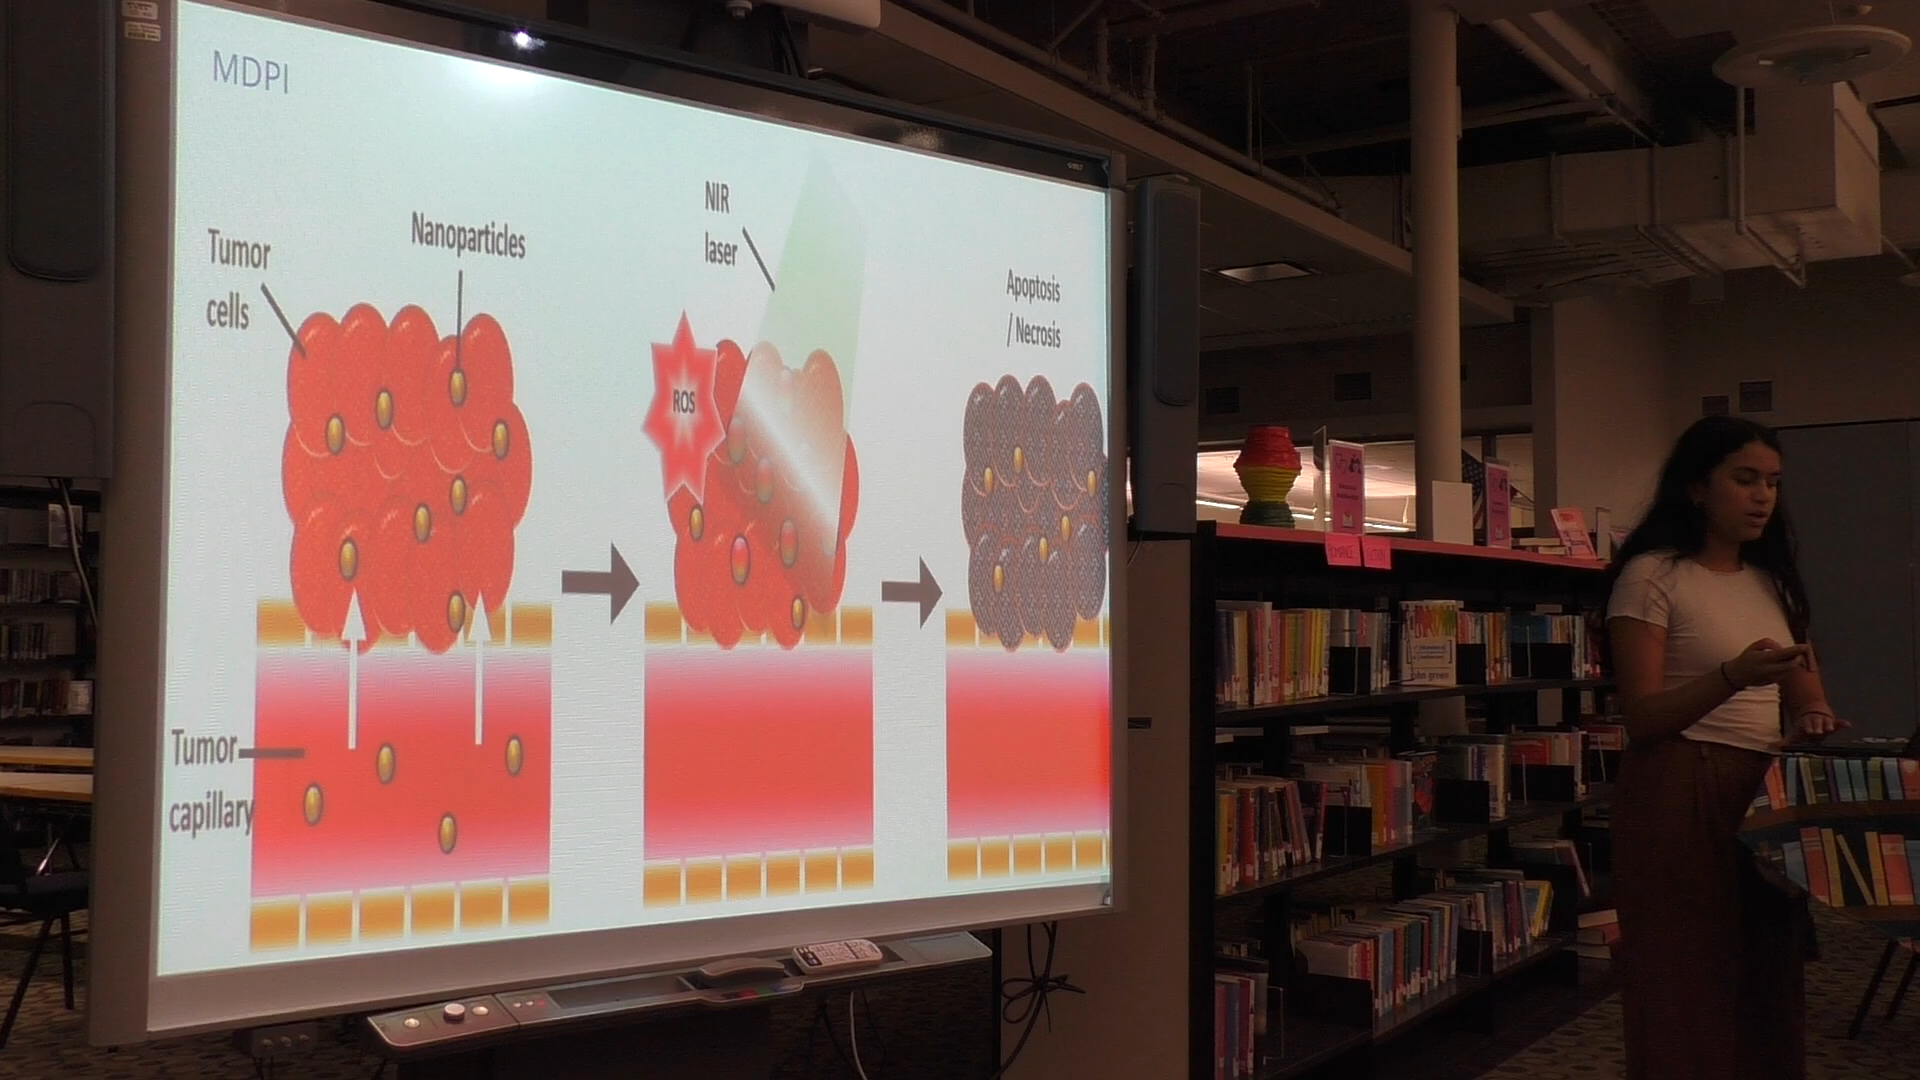 MDPI
Tumor
cells
Nanoparticles
NIR
laser
Apoptosis
/ Necrosis
ROS
Tumor
capillary
john green